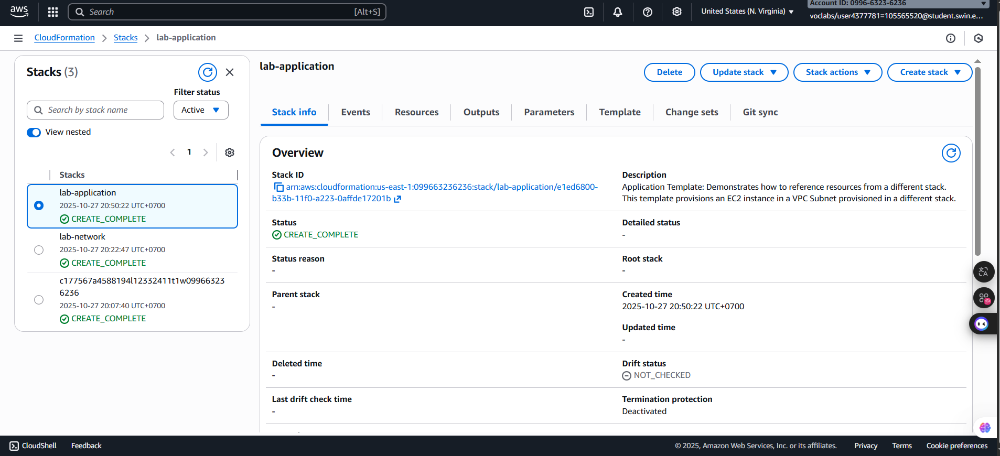 aws
Search
[Alt+S]
United States (N. Virginia)
Account ID: 0996-6323-6236
voclabs/user4377781=105565520@student.swin.e...
CloudFormation
Stacks
lab-application
Stacks (3)
Filter status
Search by stack name
Active
View nested
1
Stacks
lab-application
2025-10-27 20:50:22 UTC+0700
CREATE_COMPLETE
lab-network
2025-10-27 20:22:47 UTC+0700
CREATE_COMPLETE
c177567a4588194l12332411t1w09966323
6236
2025-10-27 20:07:40 UTC+0700
CREATE_COMPLETE
lab-application
Delete
Update stack
Stack actions
Create stack
Stack info
Events
Resources
Outputs
Parameters
Template
Change sets
Git sync
Overview
Stack ID
arn:aws:cloudformation:us-east-1:099663236236:stack/lab-application/e1ed6800-
b33b-11f0-a223-0affde17201b
Description
Application Template: Demonstrates how to reference resources from a different stack.
This template provisions an EC2 instance in a VPC Subnet provisioned in a different stack.
Status
CREATE_COMPLETE
Detailed status
-
Status reason
-
Root stack
-
Parent stack
-
Created time
2025-10-27 20:50:22 UTC+0700
Updated time
-
Deleted time
-
Drift status
NOT_CHECKED
Last drift check time
-
Termination protection
Deactivated
CloudShell
Feedback
© 2025, Amazon Web Services, Inc. or its affiliates.
Privacy
Terms
Cookie preferences